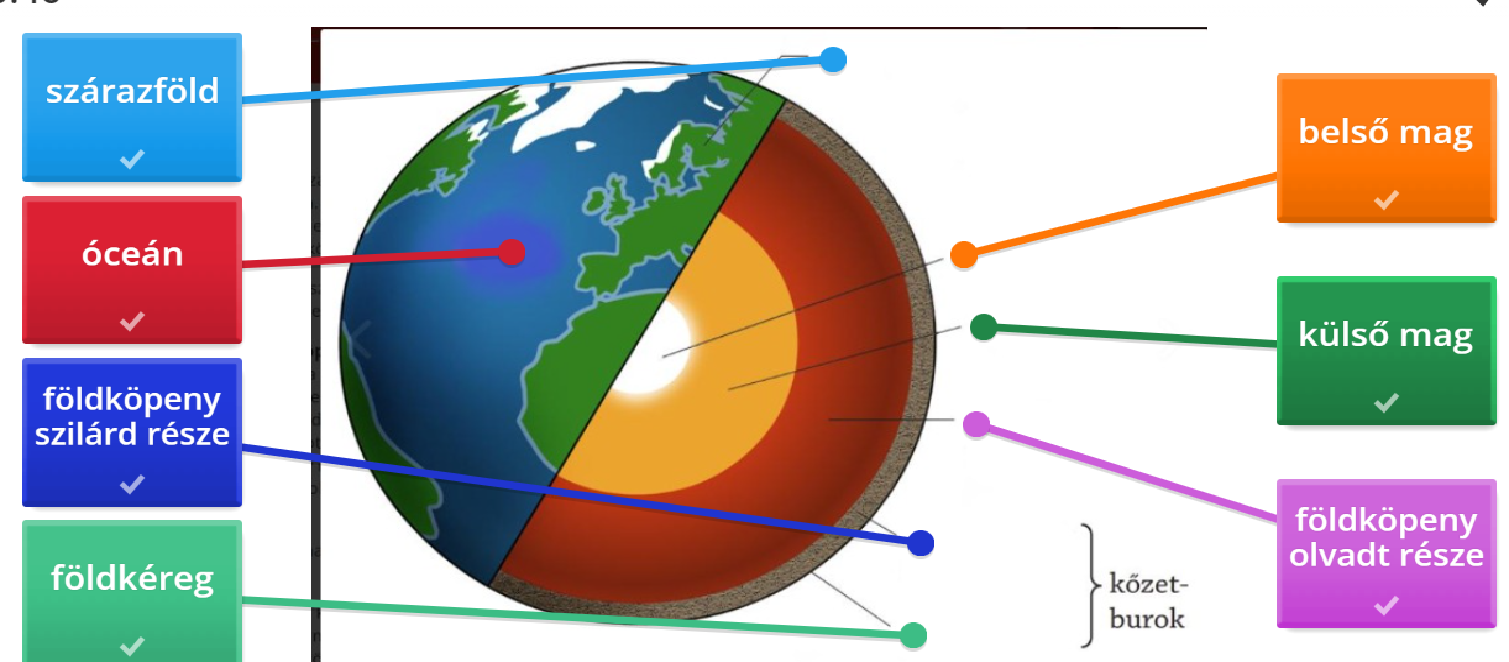 szárazföld
óceán
földköpeny
szilárd része
földkéreg
belső mag
külső mag
földköpeny
olvadt része
kőzet-
burok